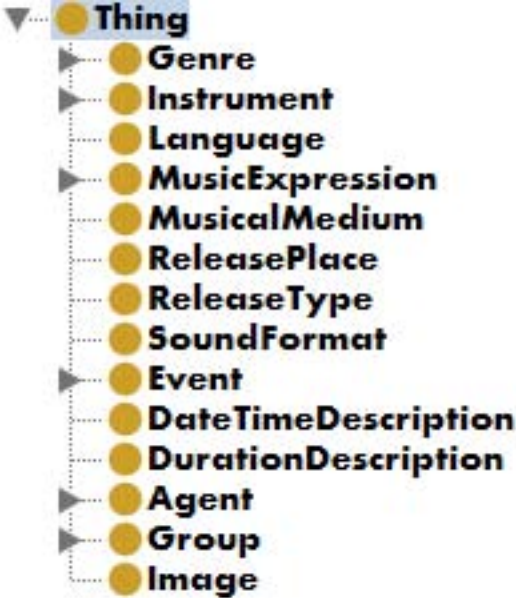 Thing
Genre
Instrument
Language
MusicExpression
MusicalMedium
ReleasePlace
ReleaseType
SoundFormat
Event
DateTimeDescription
DurationDescription
Agent
Group
Image